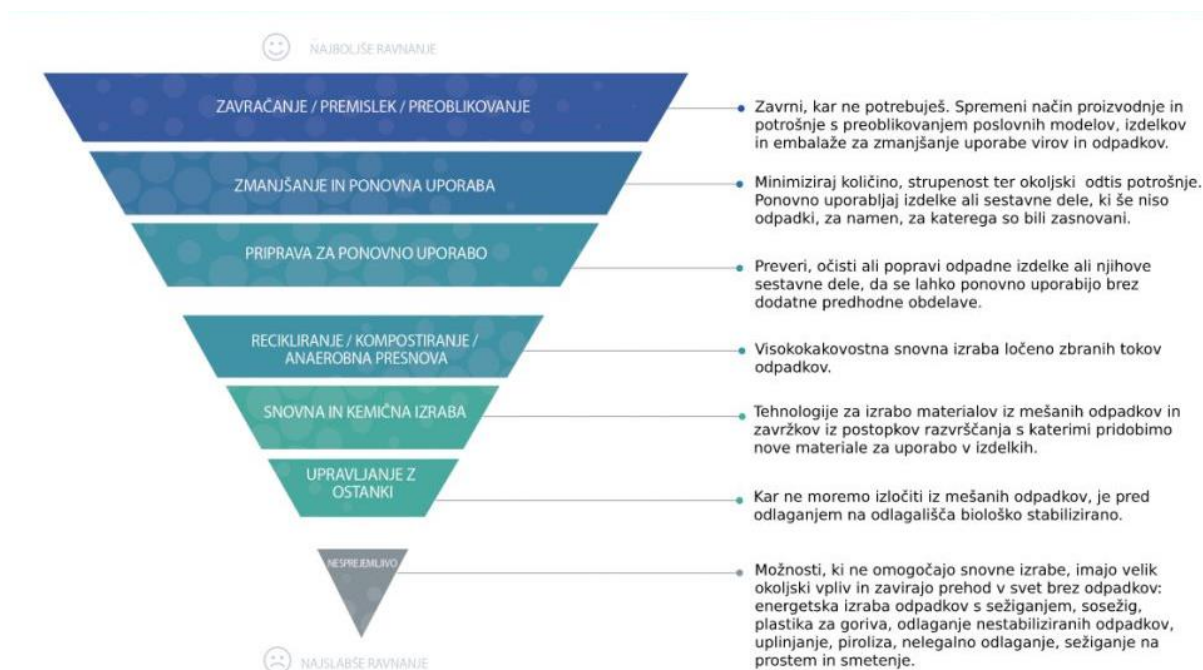 NAJBOLJŠE RAVNANJE
ZAVRAČANJE / PREMISLEK / PREOBLIKOVANJE
Zavrni, kar ne potrebuješ. Spremeni način proizvodnje in
potrošnje s preoblikovanjem poslovnih modelov, izdelkov
in embalaže za zmanjšanje uporabe virov in odpadkov.
ZMANJŠANJE IN PONOVNA UPORABA
Minimiziraj količino, strupenost ter okoljski odtis potrošnje.
Ponovno uporabljaj izdelke ali sestavne dele, ki še niso
odpadki, za namen, za katerega so bili zasnovani.
PRIPRAVA ZA PONOVNO UPORABO
Preveri, očisti ali popravi odpadne izdelke ali njihove
sestavne dele, da se lahko ponovno uporabijo brez
dodatne predhodne obdelave.
RECIKLIRANJE / KOMPOSTIRANJE /
ANAEROBNA PRESNOVA
Visokokakovostna snovna izraba ločeno zbranih tokov
odpadkov.
SNOVNA IN KEMIČNA IZRABA
Tehnologije za izrabo materialov iz mešanih odpadkov in
zavržkov iz postopkov razvrščanja s katerimi pridobimo
nove materiale za uporabo v izdelkih.
UPRAVLJANJE Z
OSTANKI
Kar ne moremo izločiti iz mešanih odpadkov, je pred
odlaganjem na odlagališča biološko stabilizirano.
NESPREJEMLJIVO
Možnosti, ki ne omogočajo snovne izrabe, imajo velik
okoljski vpliv in zavirajo prehod v svet brez odpadkov:
energetska izraba odpadkov s sežiganjem, sosežig,
plastika za goriva, odlaganje nestabiliziranih odpadkov,
uplinjanje, piroliza, nelegalno odlaganje, sežiganje na
prostem in smetenje.
NAJSLABŠE RAVNANJE